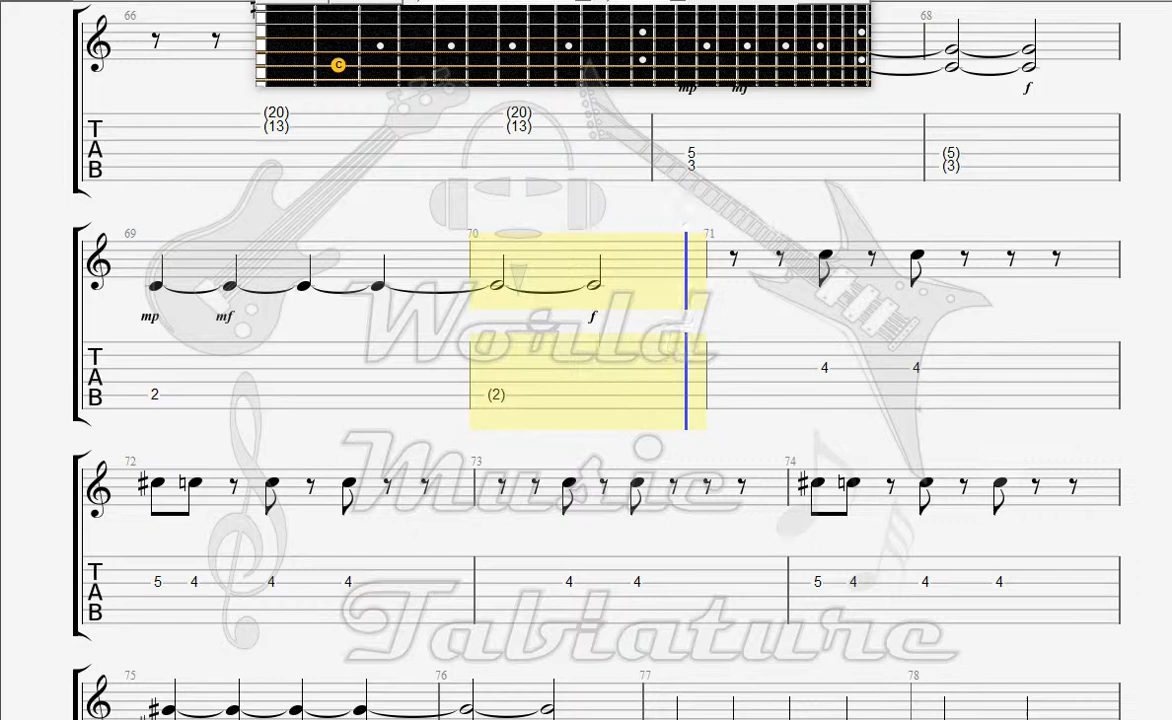 66 68
C
mp mf f
(20) (20)
T (13) (13)
A 5 (5)
B 3 (3)
69 70 71
mp mf f
T
A 4 4
B 2 (2)
World
72 73 74
Music
T
A 5 4 4 4 4 4 5 4 4 4
B
Tablature
75 76 77 78